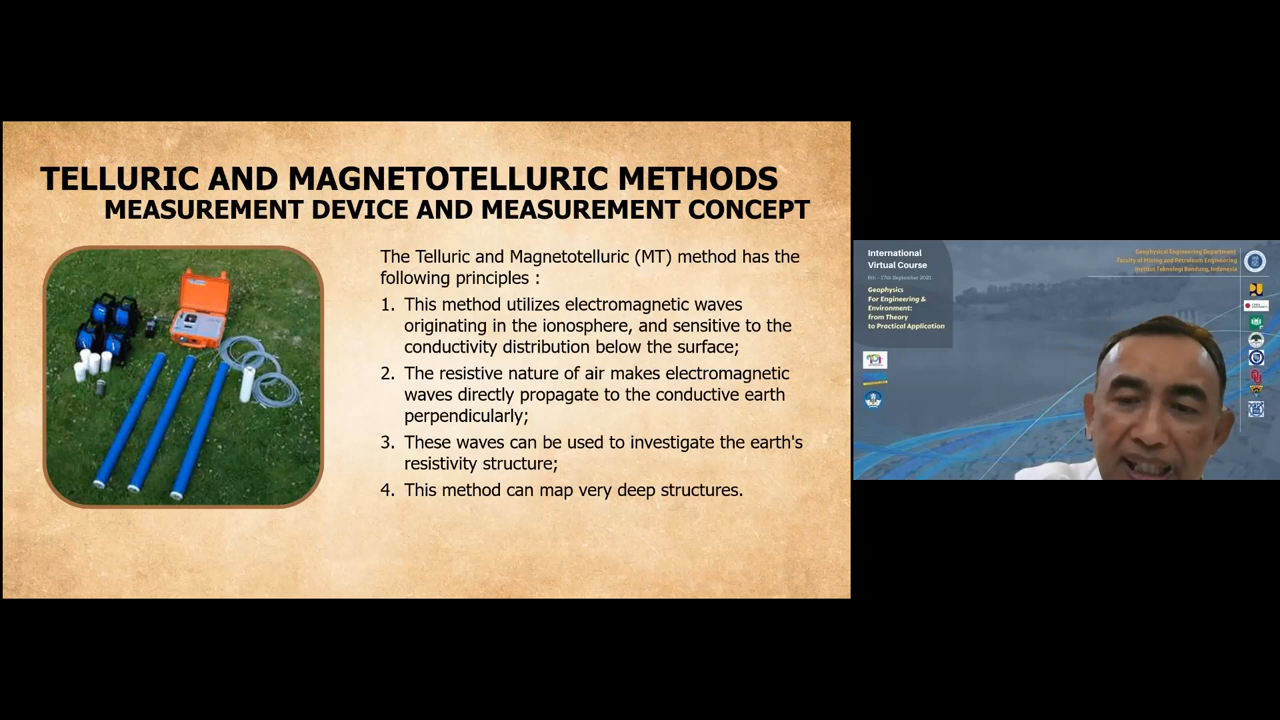 TELLURIC AND MAGNETOTELLURIC METHODS
MEASUREMENT DEVICE AND MEASUREMENT CONCEPT
The Telluric and Magnetotelluric (MT) method has the
following principles :
1. This method utilizes electromagnetic waves
originating in the ionosphere, and sensitive to the
conductivity distribution below the surface;
2. The resistive nature of air makes electromagnetic
waves directly propagate to the conductive earth
perpendicularly;
3. These waves can be used to investigate the earth's
resistivity structure;
4. This method can map very deep structures.
International
Virtual Course
6th - 17th September 2021
Geophysics
For Engineering &
Environment:
from Theory
to Practical Application
Geophysical Engineering Department
Faculty of Mining and Petroleum Engineering
Institut Teknologi Bandung, Indonesia